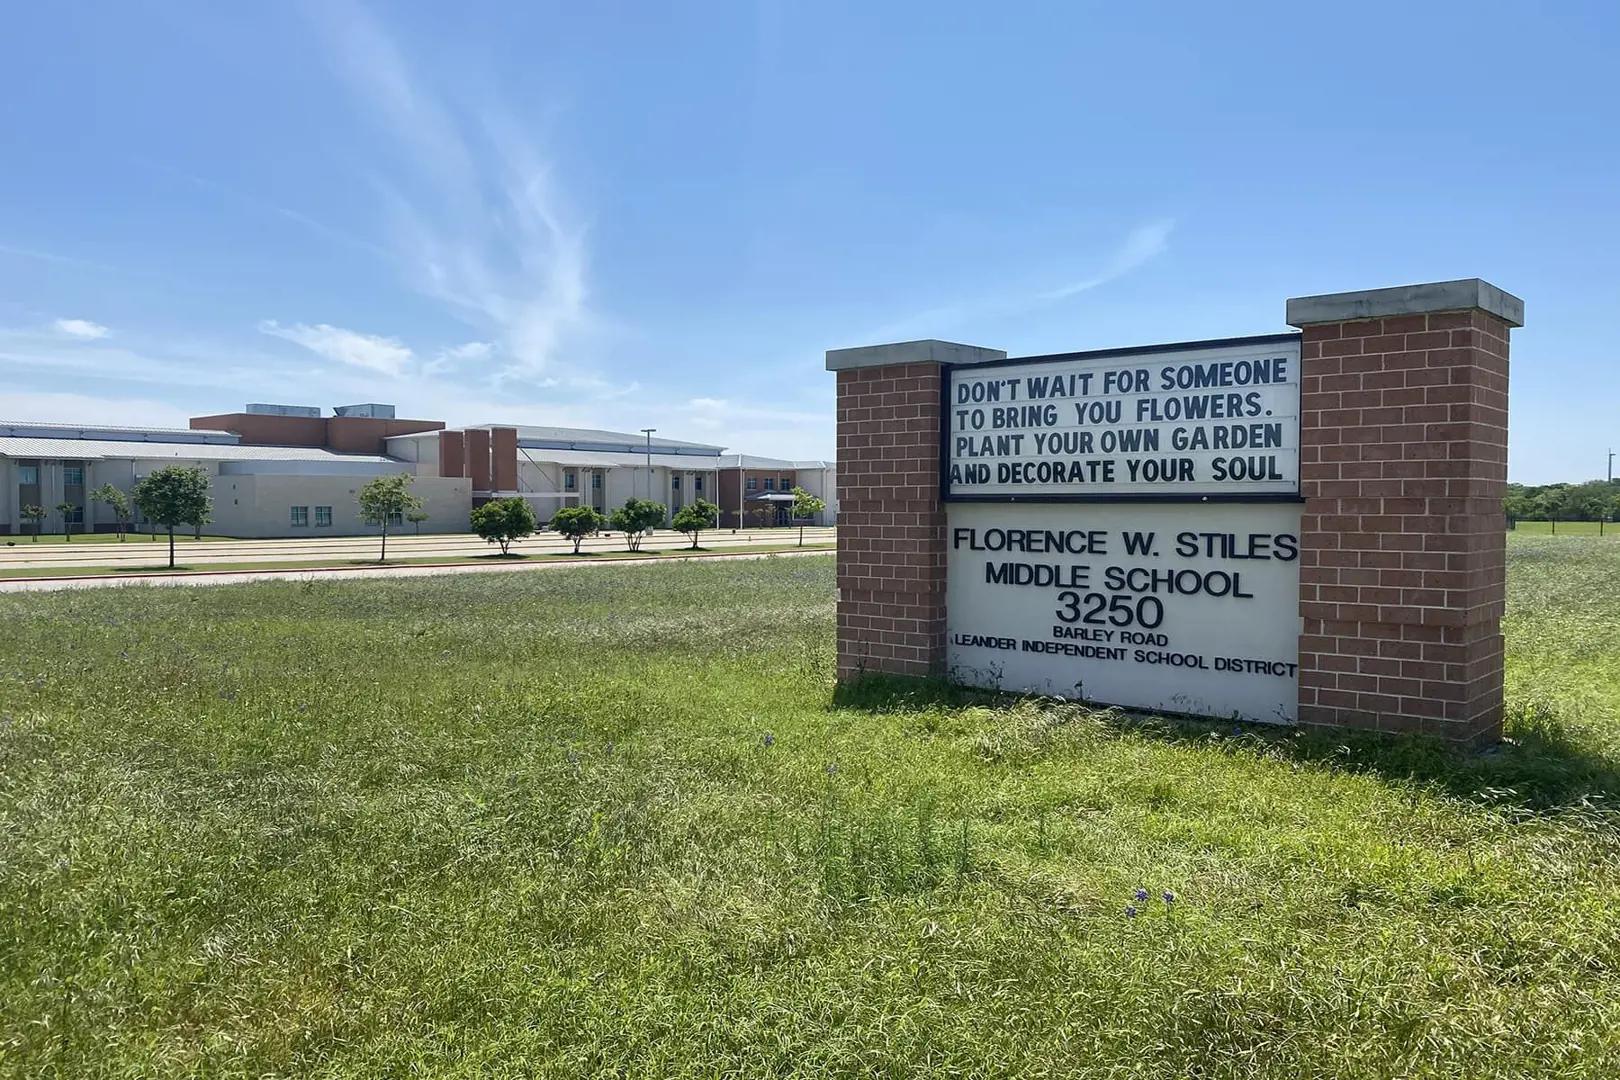 DON'T WAIT FOR SOMEONE
TO BRING YOU FLOWERS.
PLANT YOUR OWN GARDEN
AND DECORATE YOUR SOUL
FLORENCE W. STILES
MIDDLE SCHOOL
3250
BARLEY ROAD
LEANDER INDEPENDENT SCHOOL DISTRICT